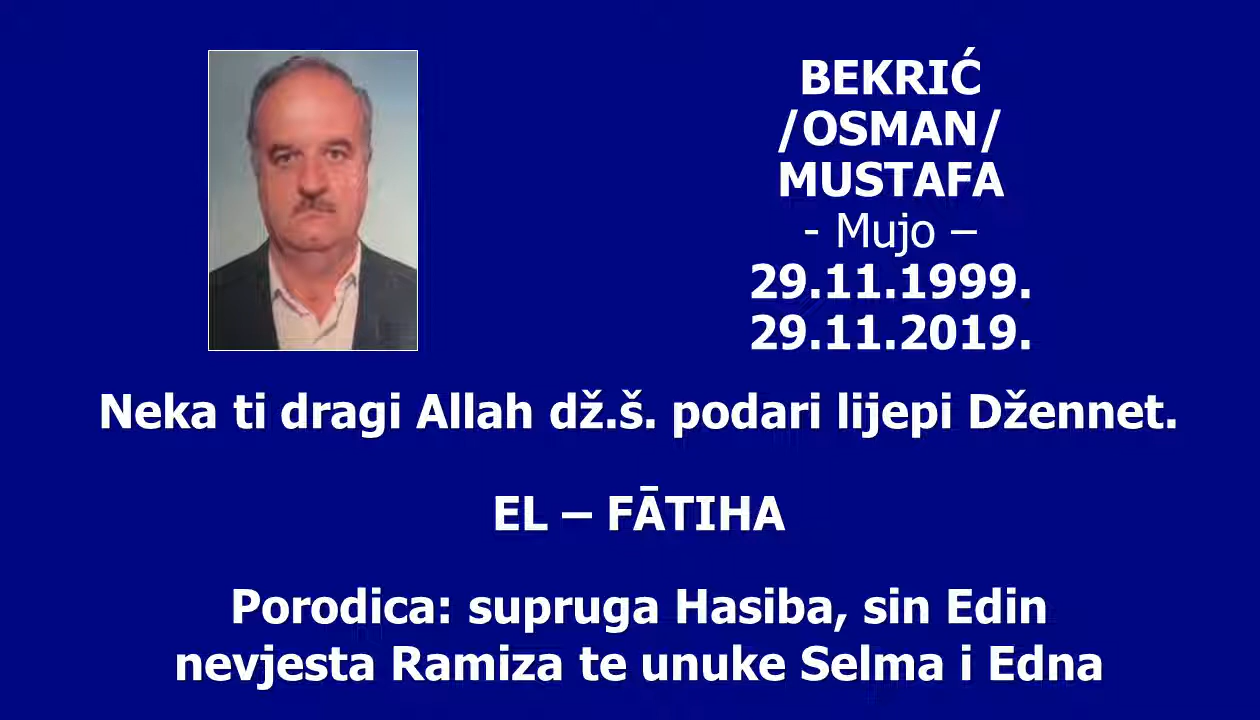 BEKRIĆ
/OSMAN/
MUSTAFA
- Mujo –
29.11.1999.
29.11.2019.
Neka ti dragi Allah dž.š. podari lijepi Džennet.
EL – FĀTIHA
Porodica: supruga Hasiba, sin Edin
nevjesta Ramiza te unuke Selma i Edna